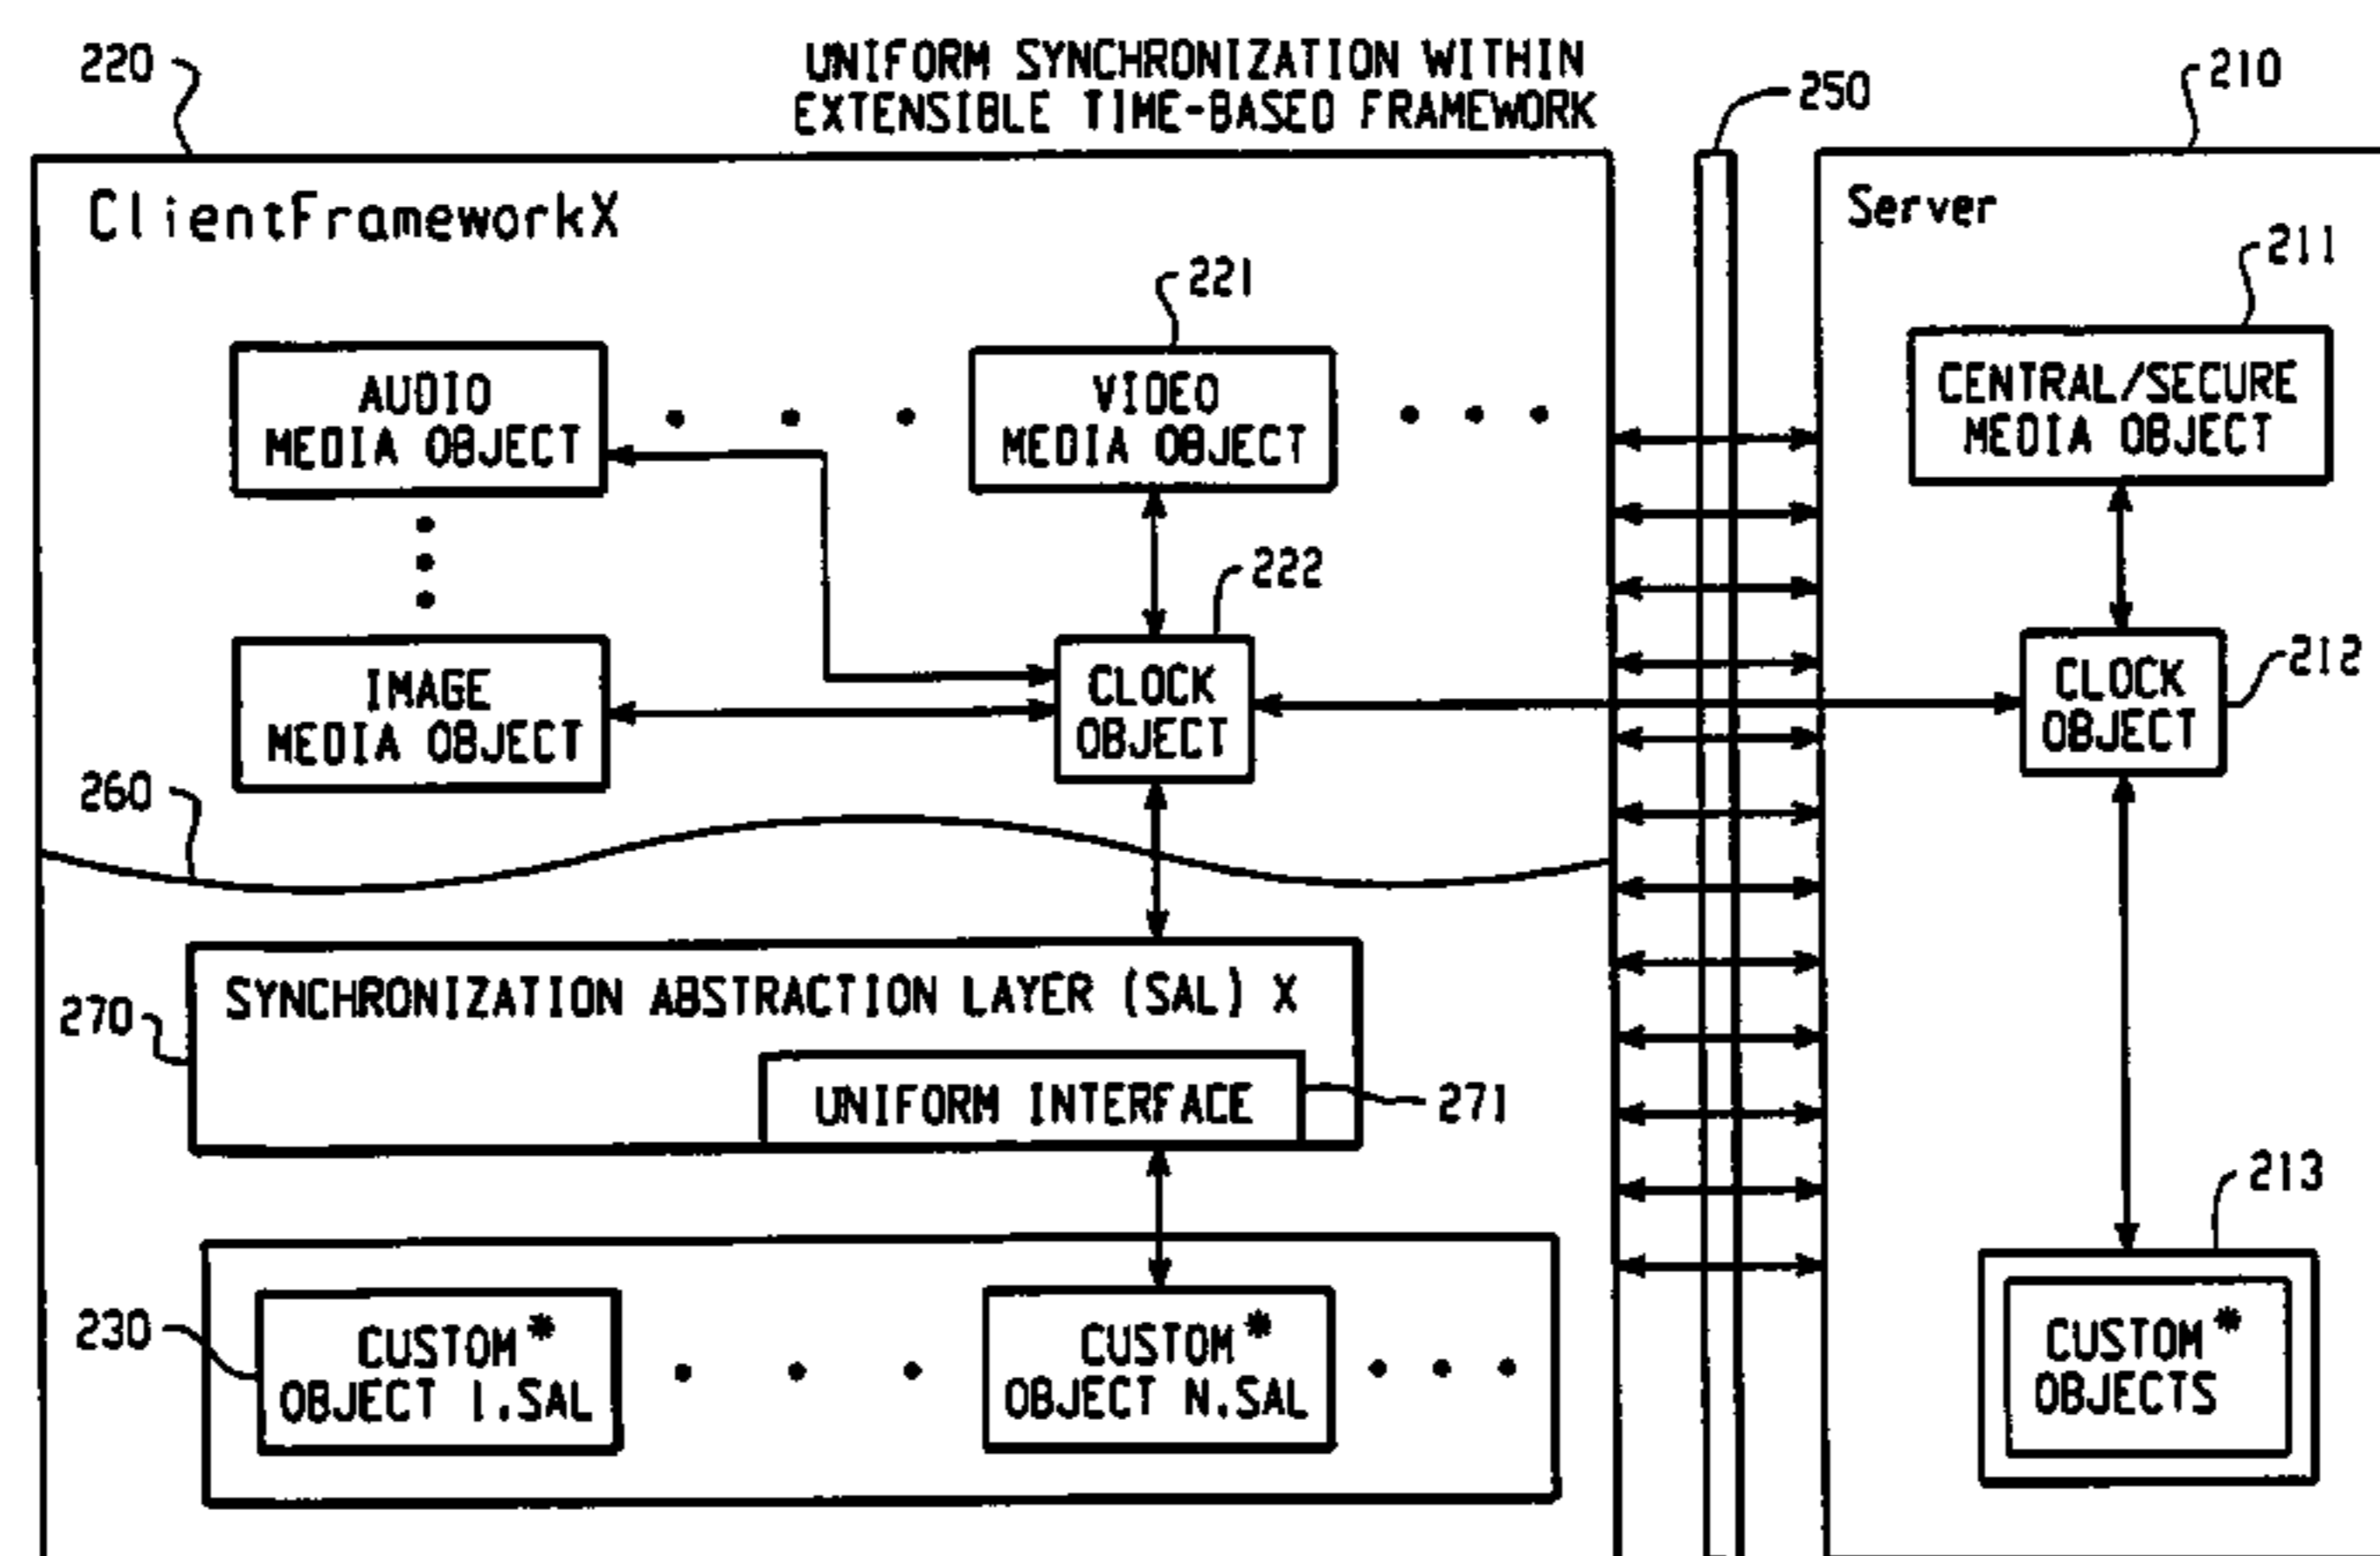 UNIFORM SYNCHRONIZATION WITHIN
EXTENSIBLE TIME-BASED FRAMEWORK
220
250
210
ClientFrameworkX
Server
221
211
AUDIO
MEDIA OBJECT
VIDEO
MEDIA OBJECT
CENTRAL/SECURE
MEDIA OBJECT
222
212
IMAGE
MEDIA OBJECT
CLOCK
OBJECT
CLOCK
OBJECT
260
270
SYNCHRONIZATION ABSTRACTION LAYER (SAL) X
UNIFORM INTERFACE
271
213
230
CUSTOM*
OBJECT 1.SAL
CUSTOM*
OBJECT N.SAL
CUSTOM*
OBJECTS